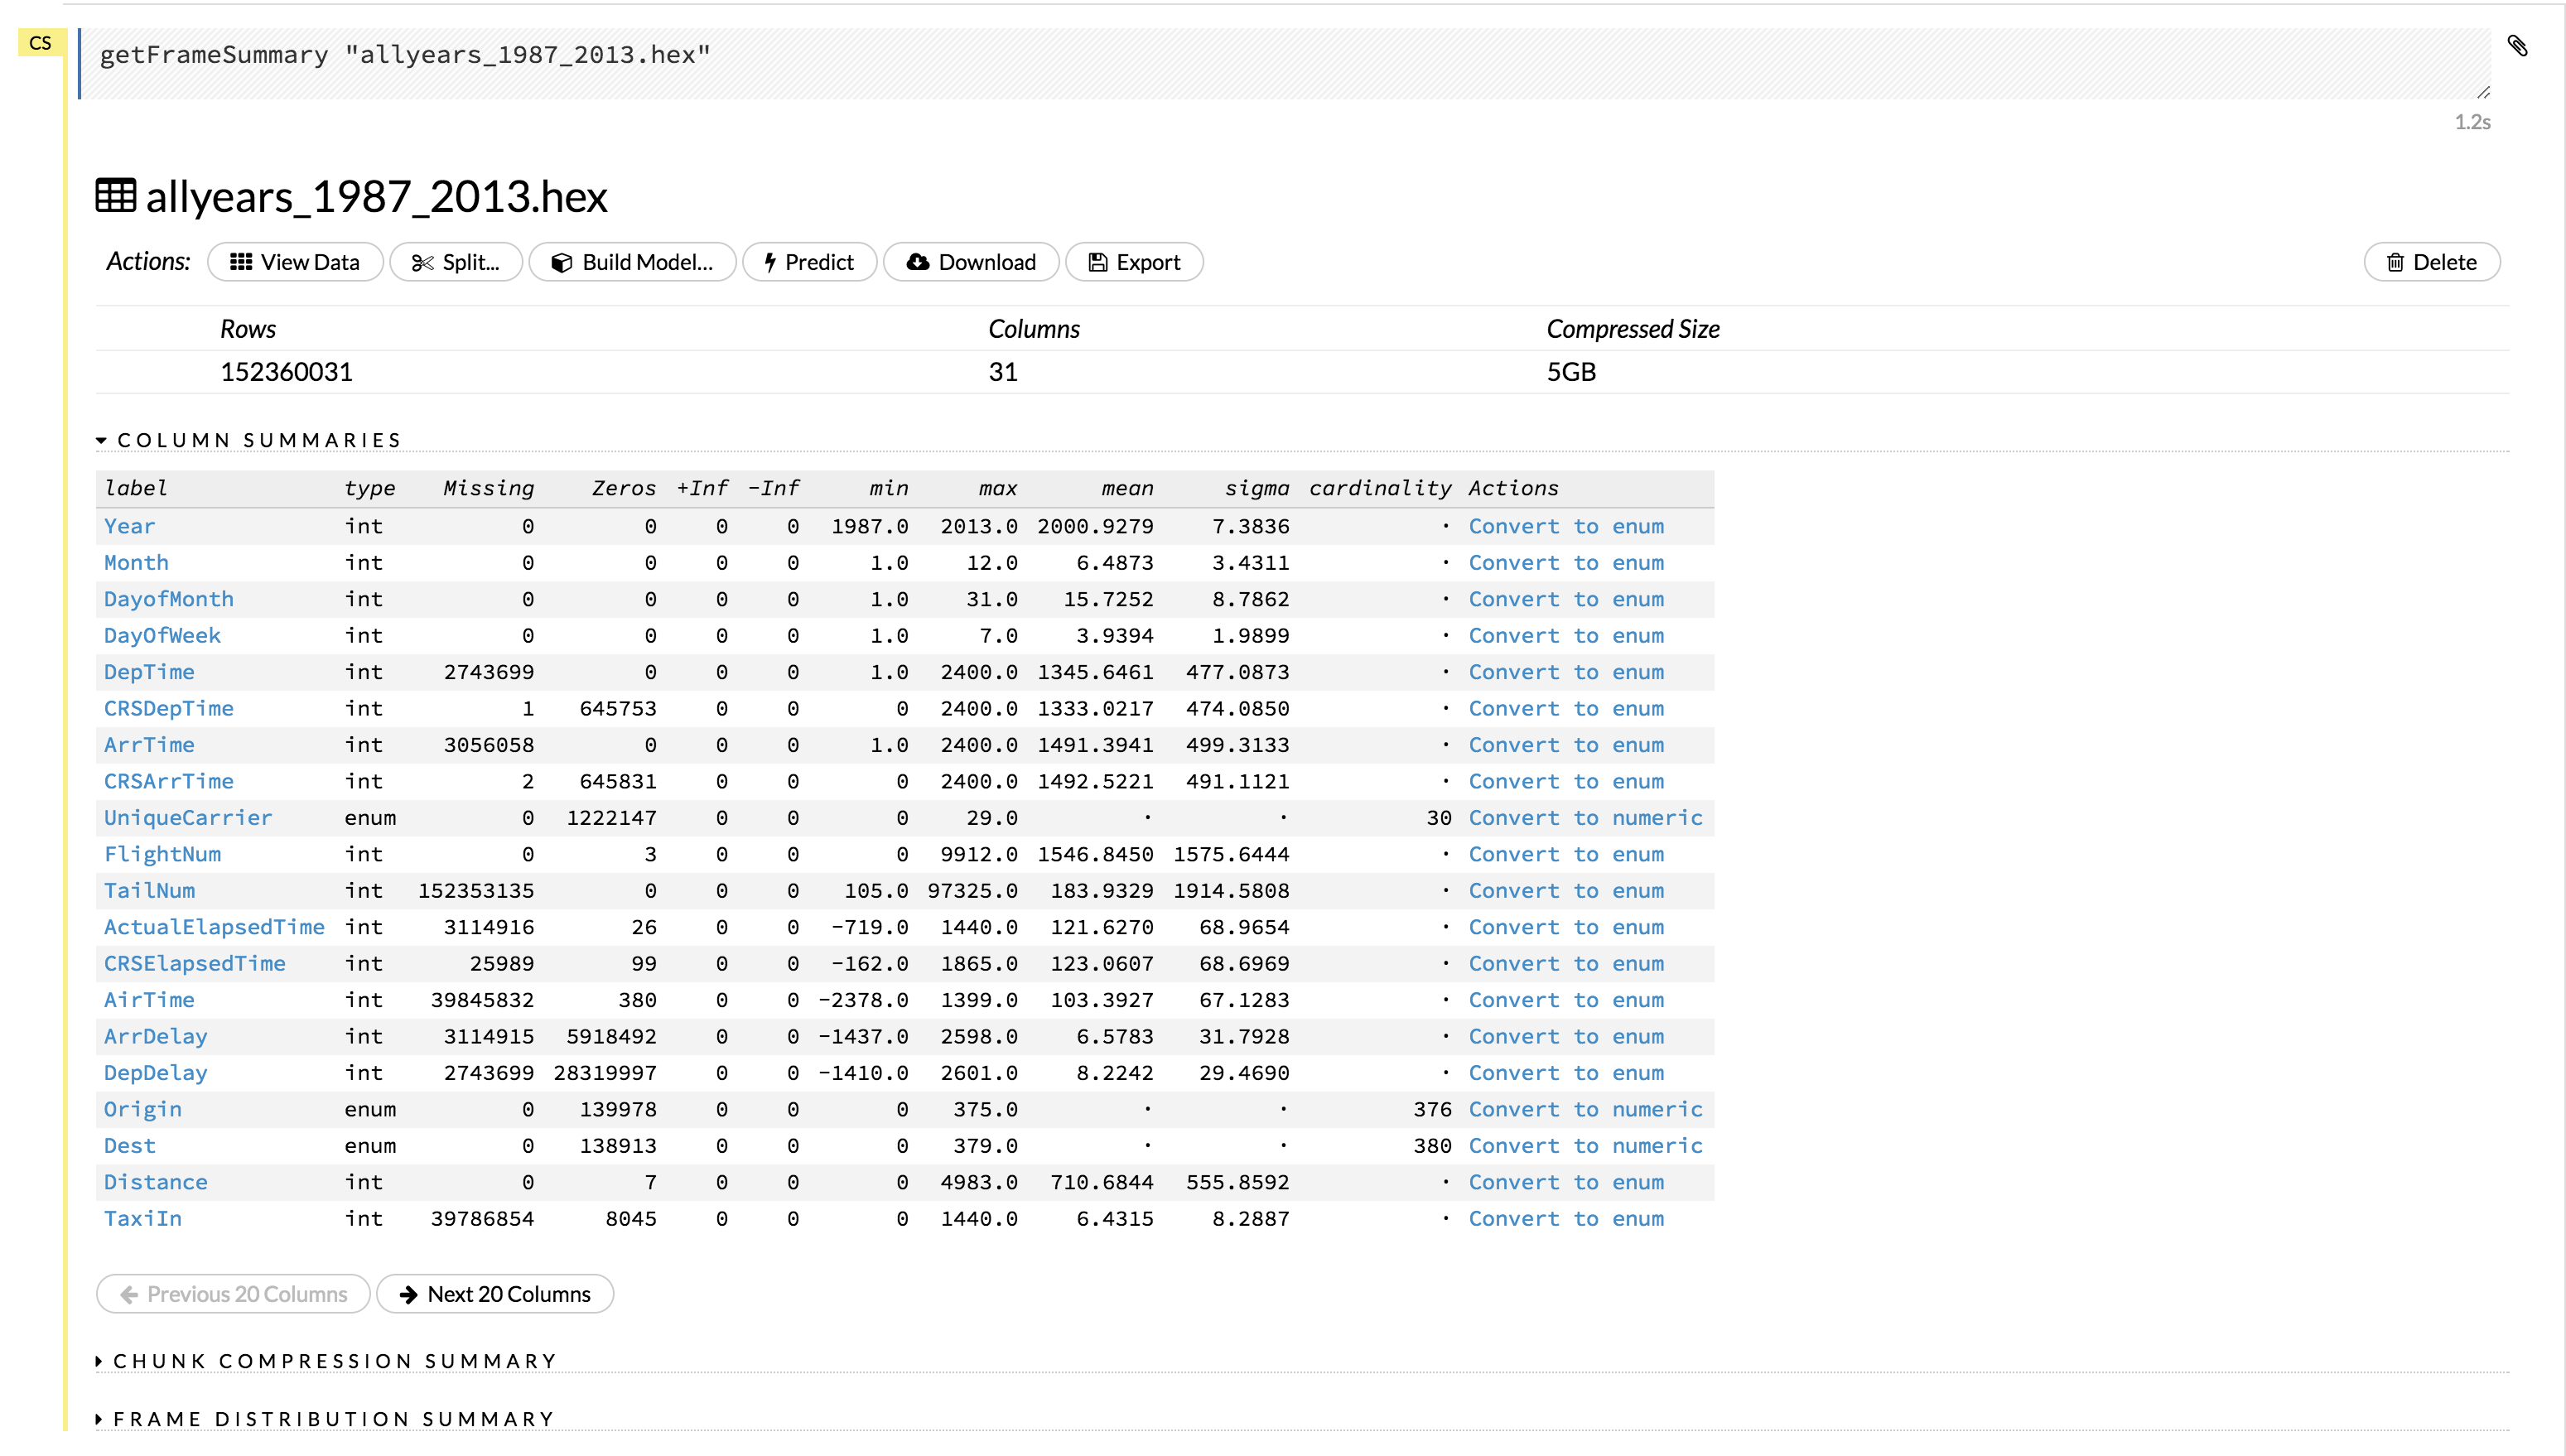 CS
getFrameSummary "allyears_1987_2013.hex"
1.2s
allyears_1987_2013.hex
Actions: View Data Split... Build Model... Predict Download Export Delete
Rows Columns Compressed Size
152360031 31 5GB
COLUMN SUMMARIES
label type Missing Zeros +Inf -Inf min max mean sigma cardinality Actions
Year int 0 0 0 0 1987.0 2013.0 2000.9279 7.3836 · Convert to enum
Month int 0 0 0 0 1.0 12.0 6.4873 3.4311 · Convert to enum
DayofMonth int 0 0 0 0 1.0 31.0 15.7252 8.7862 · Convert to enum
DayOfWeek int 0 0 0 0 1.0 7.0 3.9394 1.9899 · Convert to enum
DepTime int 2743699 0 0 0 1.0 2400.0 1345.6461 477.0873 · Convert to enum
CRSDepTime int 1 645753 0 0 0 2400.0 1333.0217 474.0850 · Convert to enum
ArrTime int 3056058 0 0 0 1.0 2400.0 1491.3941 499.3133 · Convert to enum
CRSArrTime int 2 645831 0 0 0 2400.0 1492.5221 491.1121 · Convert to enum
UniqueCarrier enum 0 1222147 0 0 0 29.0 · · 30 Convert to numeric
FlightNum int 0 3 0 0 0 9912.0 1546.8450 1575.6444 · Convert to enum
TailNum int 152353135 0 0 0 105.0 97325.0 183.9329 1914.5808 · Convert to enum
ActualElapsedTime int 3114916 26 0 0 -719.0 1440.0 121.6270 68.9654 · Convert to enum
CRSElapsedTime int 25989 99 0 0 -162.0 1865.0 123.0607 68.6969 · Convert to enum
AirTime int 39845832 380 0 0 -2378.0 1399.0 103.3927 67.1283 · Convert to enum
ArrDelay int 3114915 5918492 0 0 -1437.0 2598.0 6.5783 31.7928 · Convert to enum
DepDelay int 2743699 28319997 0 0 -1410.0 2601.0 8.2242 29.4690 · Convert to enum
Origin enum 0 139978 0 0 0 375.0 · · 376 Convert to numeric
Dest enum 0 138913 0 0 0 379.0 · · 380 Convert to numeric
Distance int 0 7 0 0 0 4983.0 710.6844 555.8592 · Convert to enum
TaxiIn int 39786854 8045 0 0 0 1440.0 6.4315 8.2887 · Convert to enum
Previous 20 Columns Next 20 Columns
CHUNK COMPRESSION SUMMARY
FRAME DISTRIBUTION SUMMARY